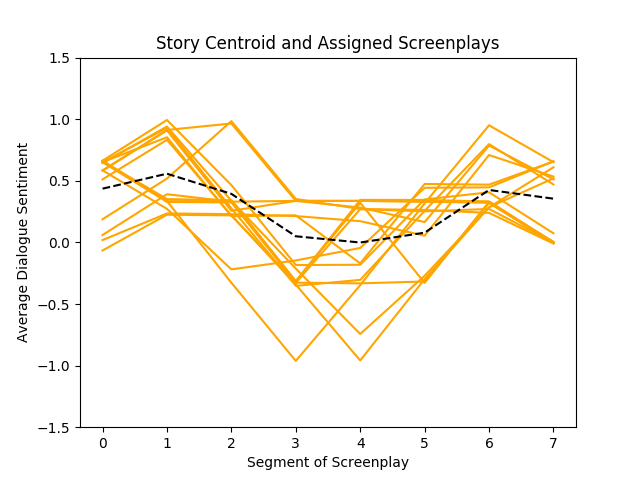 Story Centroid and Assigned Screenplays
1.5
1.0
0.5
0.0
−0.5
−1.0
−1.5
Average Dialogue Sentiment
0 1 2 3 4 5 6 7
Segment of Screenplay